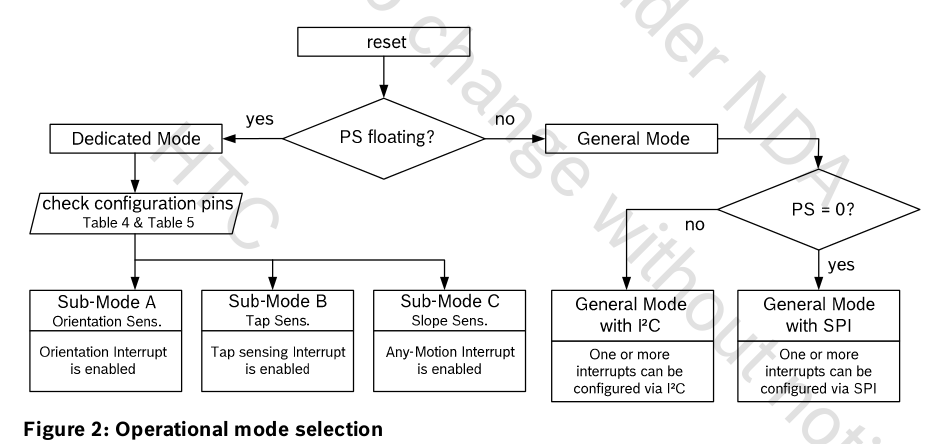 reset
PS floating?
yes
no
Dedicated Mode
General Mode
check configuration pins
Table 4 & Table 5
PS = 0?
no
yes
Sub-Mode A
Orientation Sens.
Orientation Interrupt
is enabled
Sub-Mode B
Tap Sens.
Tap sensing Interrupt
is enabled
Sub-Mode C
Slope Sens.
Any-Motion Interrupt
is enabled
General Mode
with I²C
One or more
interrupts can be
configured via I²C
General Mode
with SPI
One or more
interrupts can be
configured via SPI
Figure 2: Operational mode selection
HTC
to change without
NDA